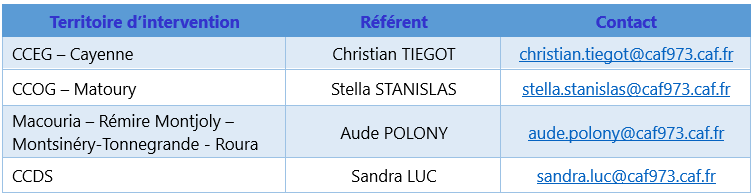 Territoire d'intervention Référent Contact
CCEG – Cayenne Christian TIEGOT christian.tiegot@caf973.caf.fr
CCOG – Matoury Stella STANISLAS stella.stanislas@caf973.caf.fr
Macouria – Rémire Montjoly –
Montsinéry-Tonnegrande - Roura Aude POLONY aude.polony@caf973.caf.fr
CCDS Sandra LUC sandra.luc@caf973.caf.fr